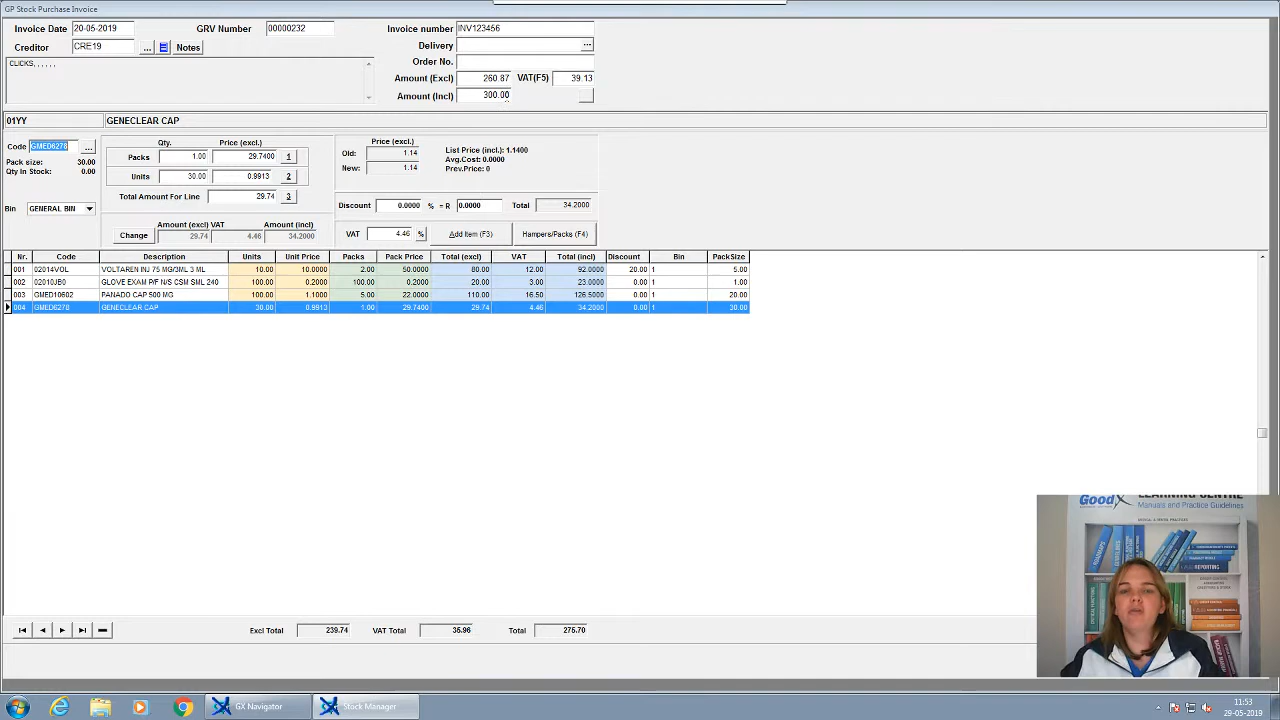 GP Stock Purchase Invoice
Invoice Date 20-05-2019 GRV Number 00000232 Invoice number INV123456
Creditor CRE19 ... Notes Delivery ...
CLICKS, , , , , , Order No.
Amount (Excl) 260.87 VAT(F5) 39.13
Amount (Incl) 300.00
01YY GENECLEAR CAP
Code GMED6278 ...
Pack size: 30.00
Qty In Stock: 0.00
Bin GENERAL BIN
Qty. Price (excl.)
Packs 1.00 29.7400 1
Units 30.00 0.9913 2
Total Amount For Line 29.74 3
Amount (excl) VAT Amount (incl)
Change 29.74 4.46 34.2000
Price (excl.)
Old: 1.14 List Price (incl.): 1.1400
Avg.Cost: 0.0000
New: 1.14 Prev.Price: 0
Discount 0.0000 % = R 0.0000 Total 34.2000
VAT 4.46 % Add Item (F3) Hampers/Packs (F4)
Nr. Code Description Units Unit Price Packs Pack Price Total (excl) VAT Total (incl) Discount Bin PackSize
001 02014VOL VOLTAREN INJ 75 MG/3ML 3 ML 10.00 10.0000 2.00 50.0000 80.00 12.00 92.0000 20.00 1 5.00
002 02010JB0 GLOVE EXAM P/F N/S CSM SML 240 100.00 0.2000 100.00 0.2000 20.00 3.00 23.0000 0.00 1 1.00
003 GMED10602 PANADO CAP 500 MG 100.00 1.1000 5.00 22.0000 110.00 16.50 126.5000 0.00 1 20.00
004 GMED6278 GENECLEAR CAP 30.00 0.9913 1.00 29.7400 29.74 4.46 34.2000 0.00 1 30.00
Excl Total 239.74 VAT Total 35.96 Total 275.70
GoodX LEARNING CENTRE
Manuals and Practice Guidelines
ROADMAPS
REPORTING
GX Navigator Stock Manager 11:53
29-05-2019